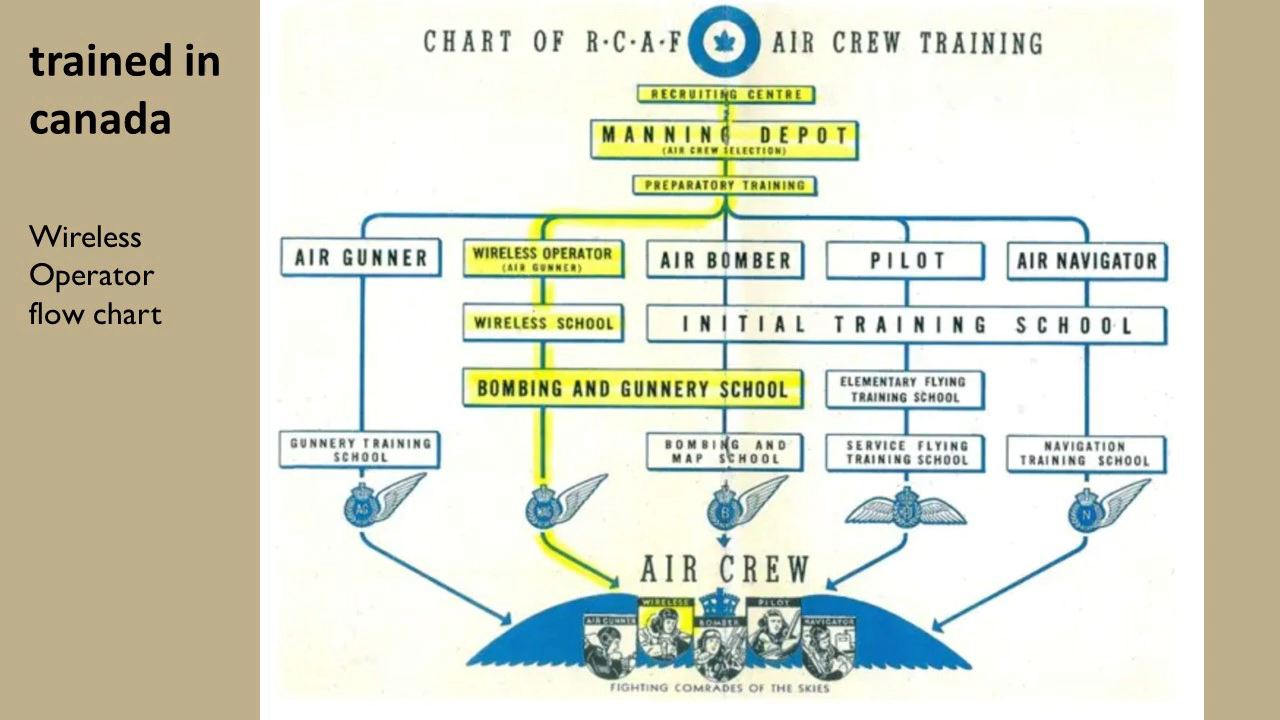 trained in
canada
Wireless
Operator
flow chart
CHART OF R·C·A·F AIR CREW TRAINING
RECRUITING CENTRE
MANNING DEPOT
(AIR CREW SELECTION)
PREPARATORY TRAINING
AIR GUNNER
WIRELESS OPERATOR
(AIR GUNNER)
AIR BOMBER
PILOT
AIR NAVIGATOR
WIRELESS SCHOOL
INITIAL TRAINING SCHOOL
BOMBING AND GUNNERY SCHOOL
ELEMENTARY FLYING
TRAINING SCHOOL
GUNNERY TRAINING
SCHOOL
BOMBING AND
MAP SCHOOL
SERVICE FLYING
TRAINING SCHOOL
NAVIGATION
TRAINING SCHOOL
AG
WAG
B
N
AIR CREW
AIR GUNNER
WIRELESS
BOMBER
PILOT
NAVIGATOR
FIGHTING COMRADES OF THE SKIES